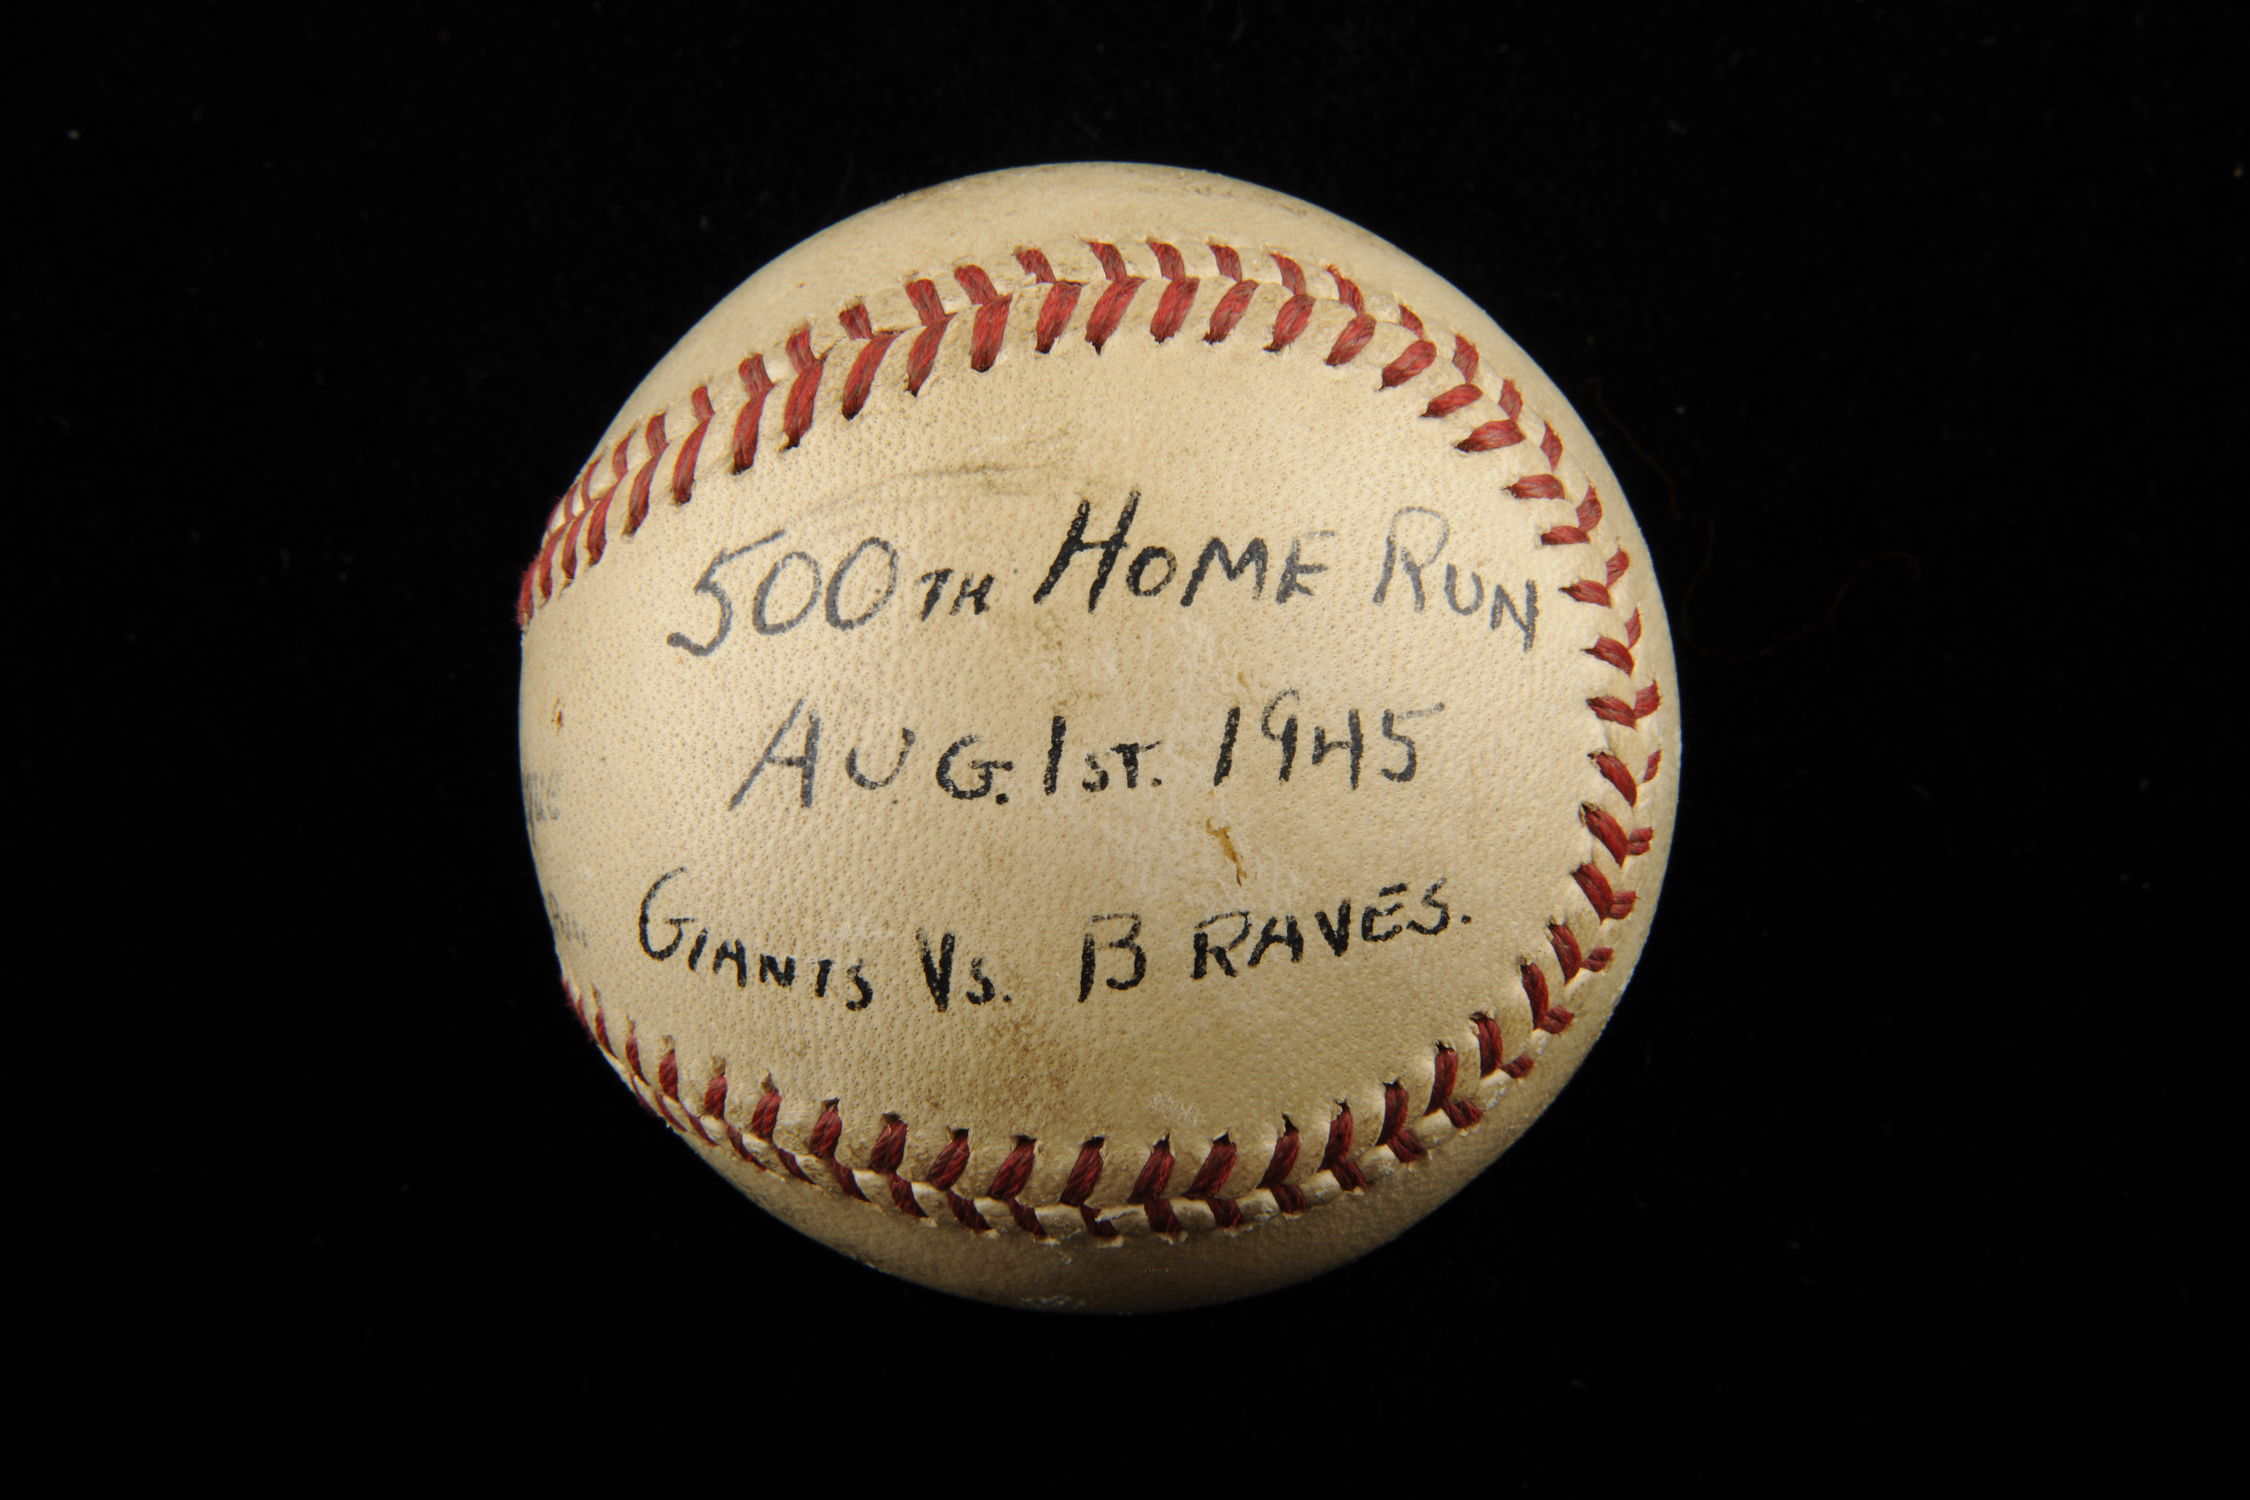 500TH HOME RUN
AUG. 1ST. 1945
GIANTS VS. BRAVES.